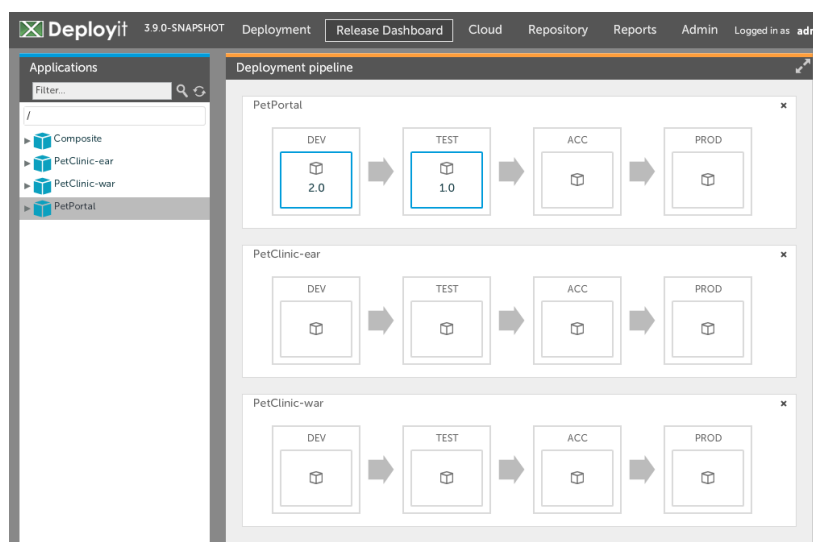 Deployit 3.9.0-SNAPSHOT Deployment Release Dashboard Cloud Repository Reports Admin Logged in as
Applications
Filter...
/
Composite
PetClinic-ear
PetClinic-war
PetPortal
Deployment pipeline
PetPortal
DEV TEST ACC PROD
2.0 1.0
PetClinic-ear
DEV TEST ACC PROD
PetClinic-war
DEV TEST ACC PROD